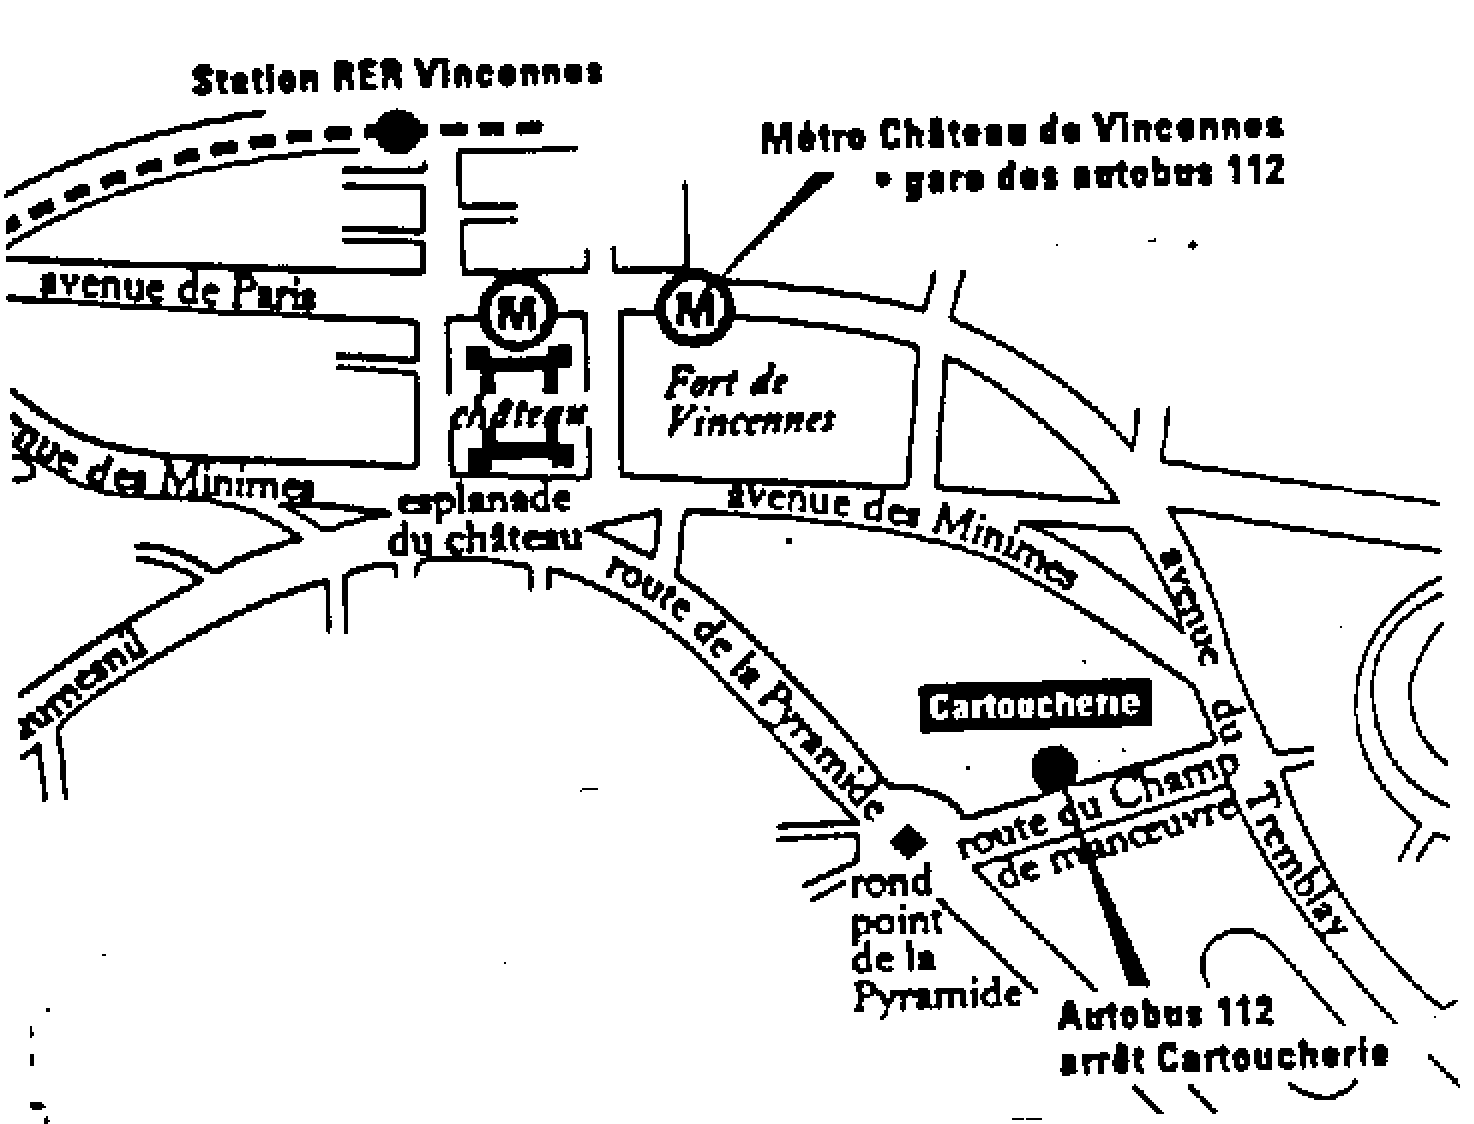 Station RER Vincennes
Métro Château de Vincennes
• gare des autobus 112
avenue de Paris
M
M
Fort de
Vincennes
château
que des Minimes
esplanade
du château
avenue des Minimes
route de la Pyramide
avenue du Tremblay
umesnil
Cartoucherie
route du Champ
de manœuvre
rond
point
de la
Pyramide
Autobus 112
arrêt Cartoucherie